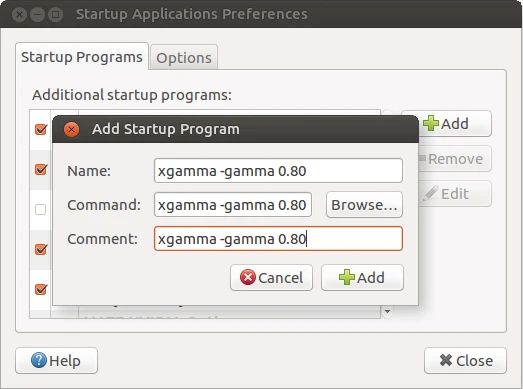 Startup Applications Preferences
Startup Programs
Options
Additional startup programs:
Add
Remove
Edit
Add Startup Program
Name:
xgamma -gamma 0.80
Command:
xgamma -gamma 0.80
Browse...
Comment:
xgamma -gamma 0.80
Cancel
Add
Help
Close